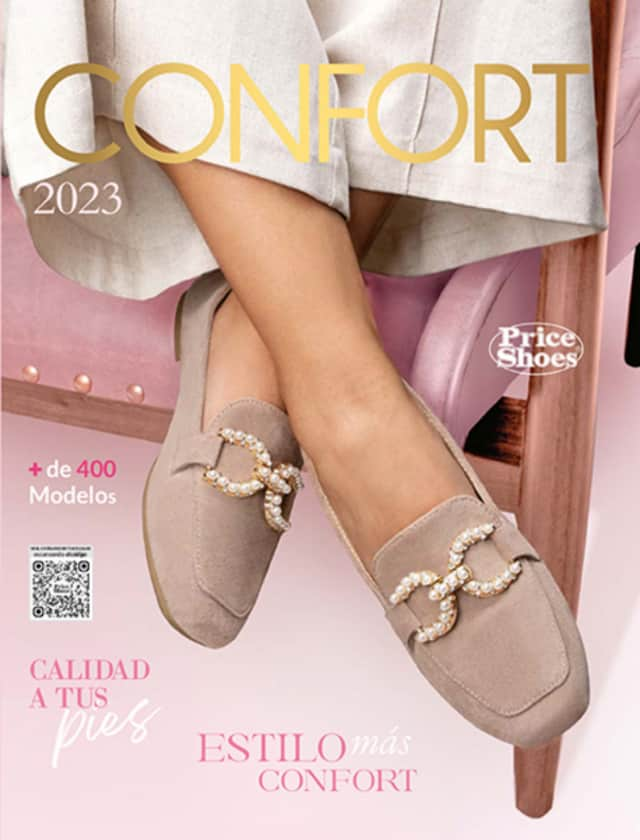 CONFORT
2023
Price
Shoes
+ de 400
Modelos
CALIDAD
A TUS
pies
ESTILO más
CONFORT